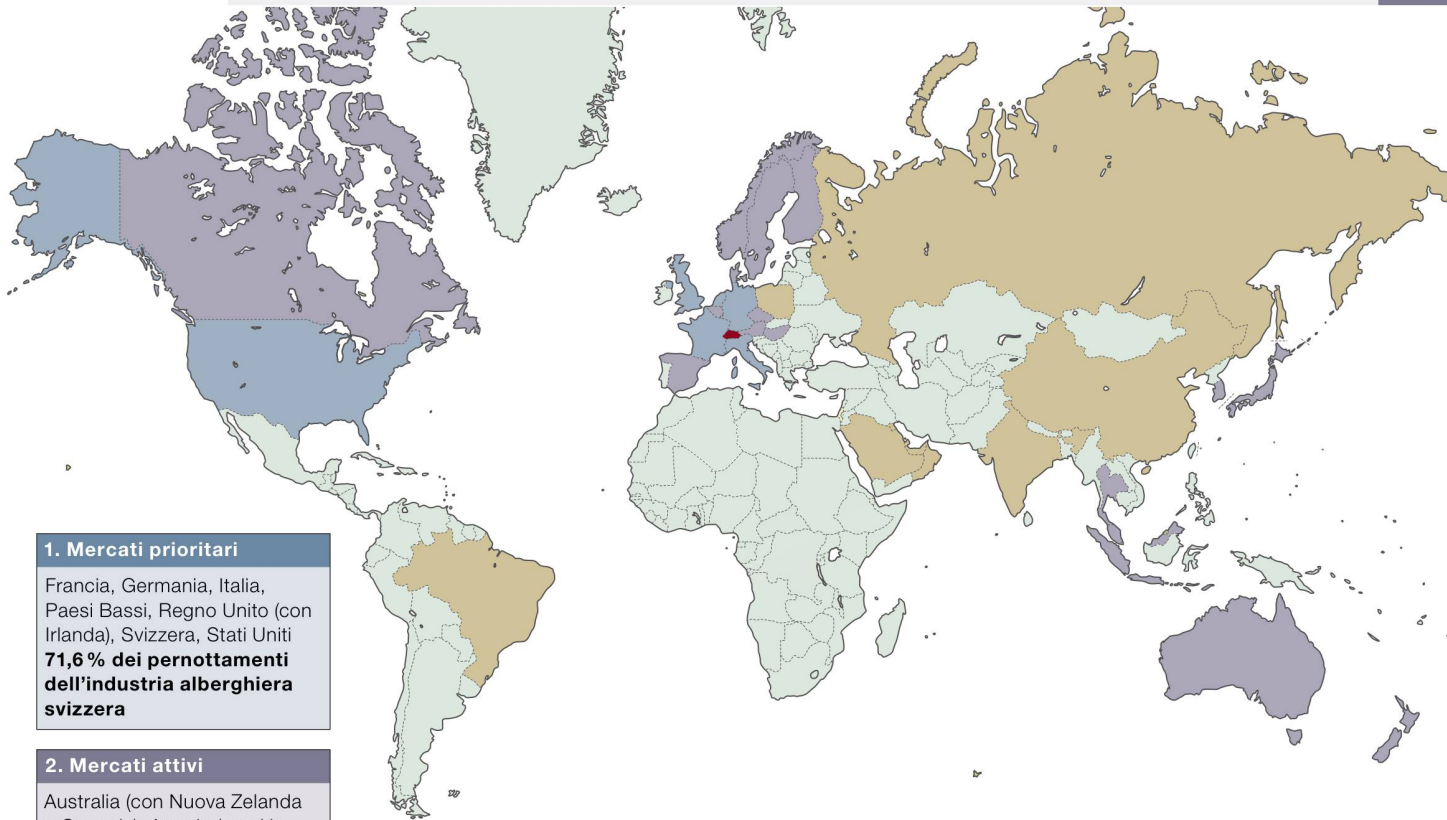 1. Mercati prioritari
Francia, Germania, Italia,
Paesi Bassi, Regno Unito (con
Irlanda), Svizzera, Stati Uniti
71,6 % dei pernottamenti
dell’industria alberghiera
svizzera
2. Mercati attivi
Australia (con Nuova Zelanda